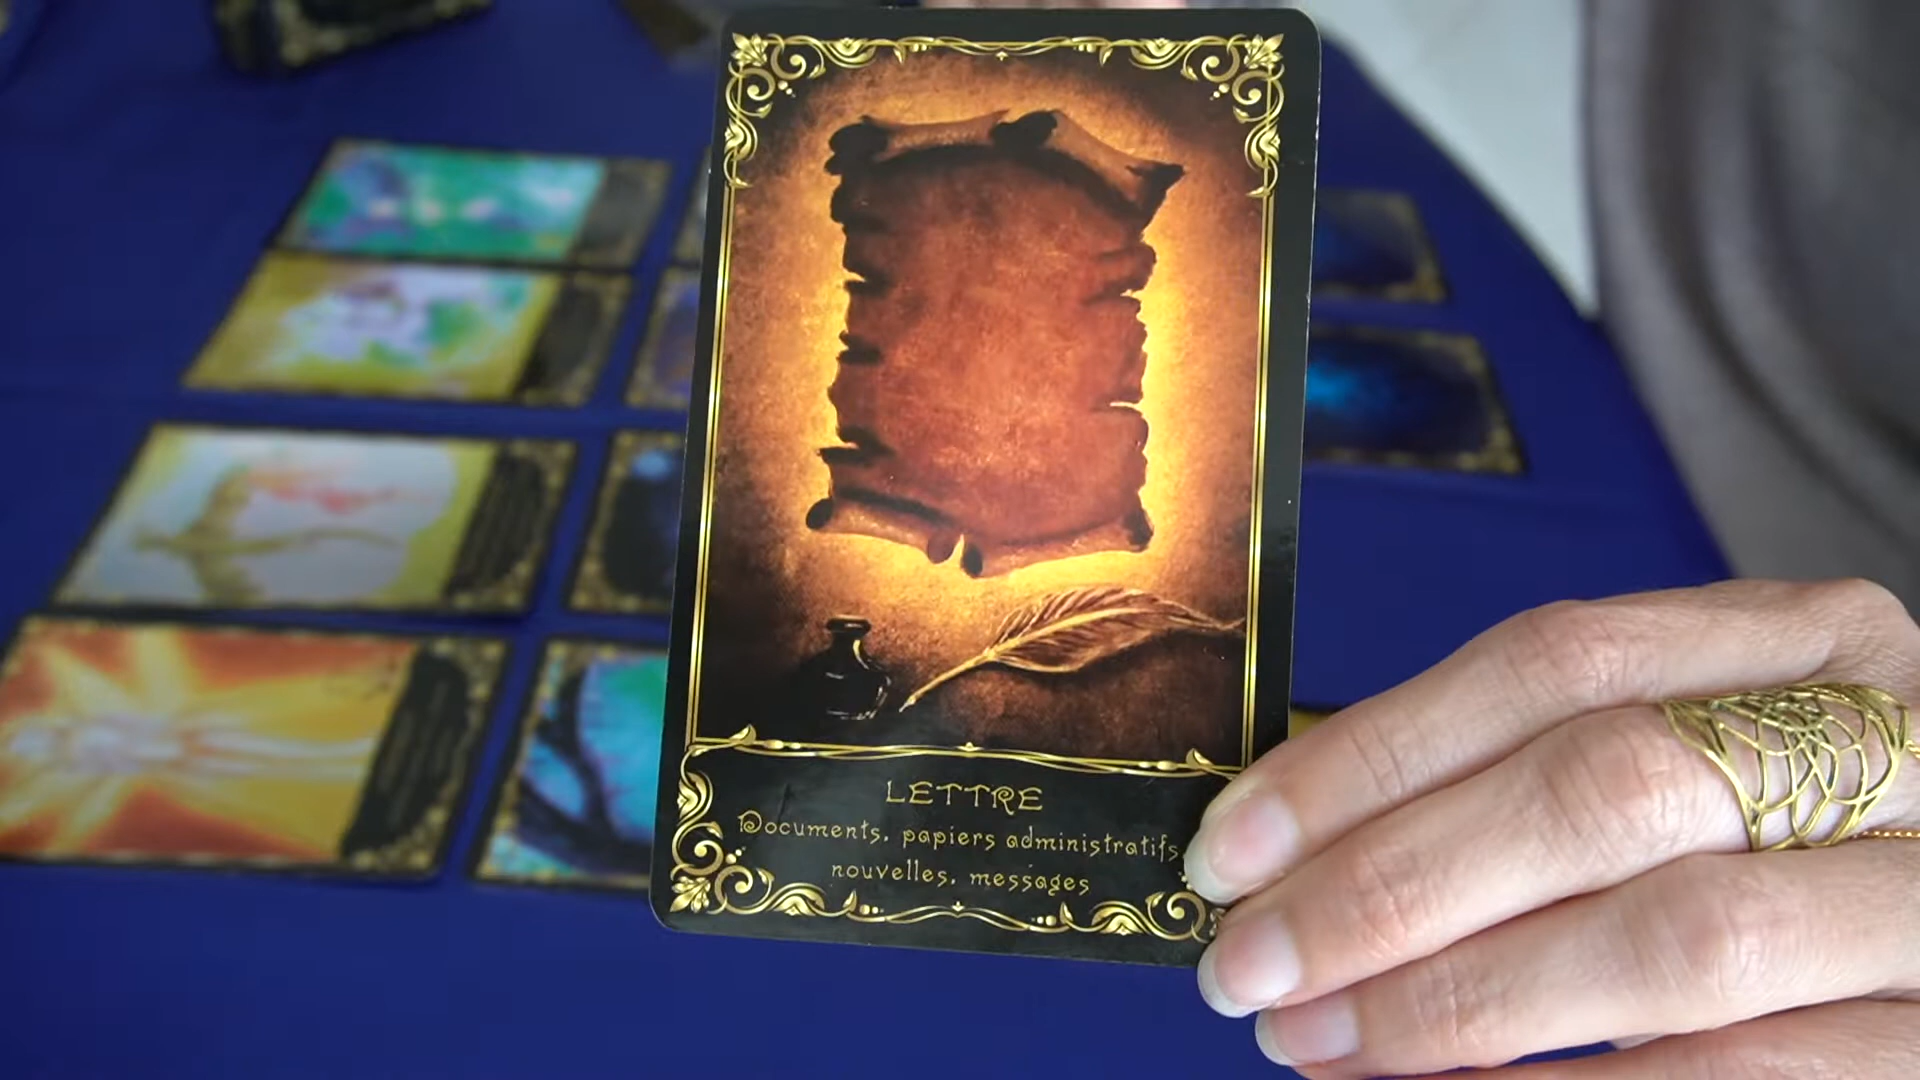 LETTRE
Documents, papiers administratifs,
nouvelles, messages